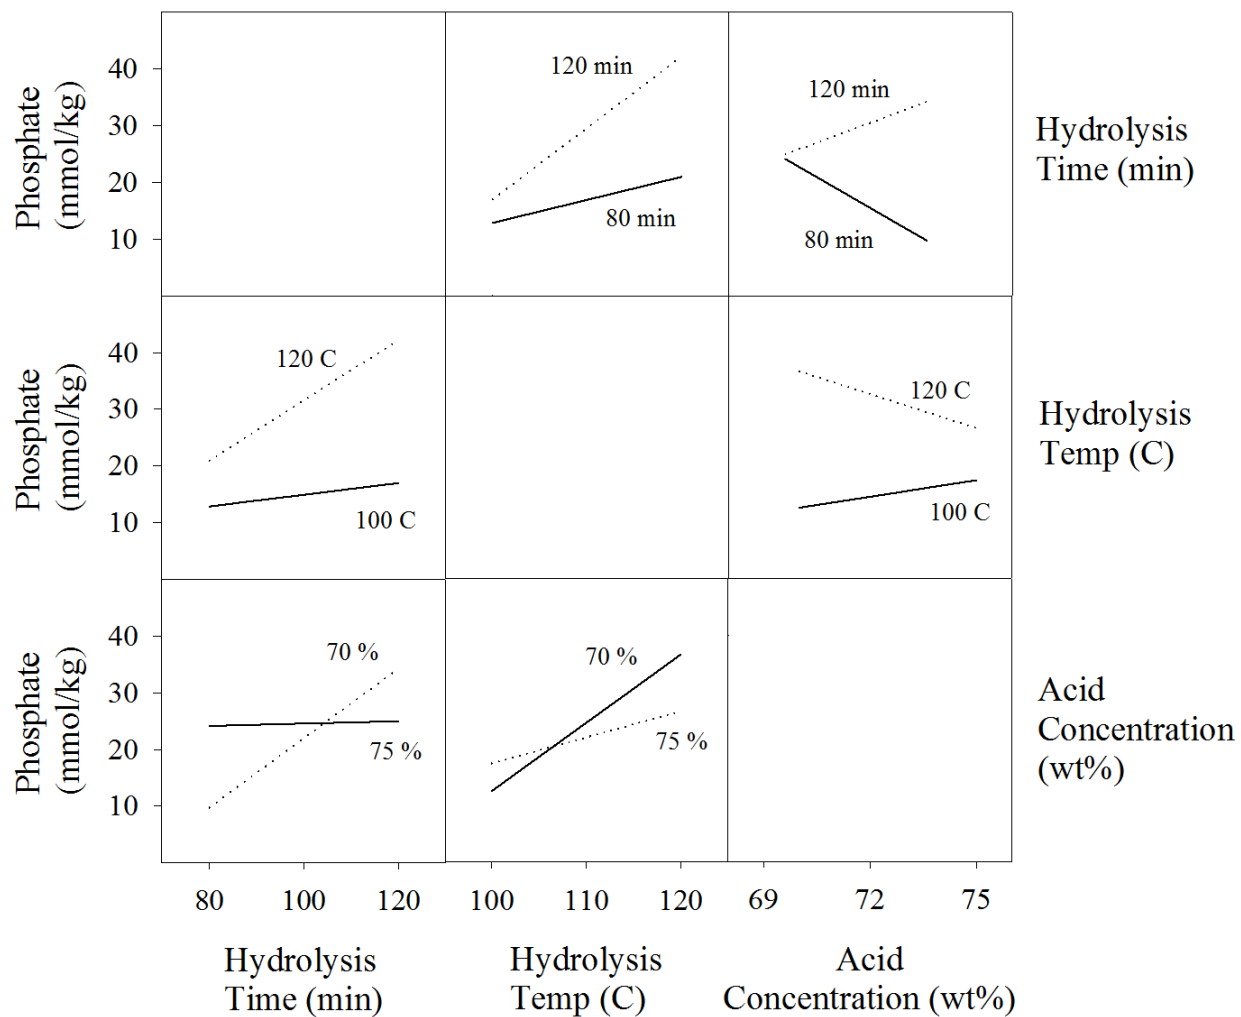 Phosphate
(mmol/kg)
40
30
20
10
120 min
80 min
120 min
80 min
Hydrolysis
Time (min)
Phosphate
(mmol/kg)
40
30
20
10
120 C
100 C
120 C
100 C
Hydrolysis
Temp (C)
Phosphate
(mmol/kg)
40
30
20
10
70 %
75 %
70 %
75 %
Acid
Concentration
(wt%)
80 100 120
100 110 120
69 72 75
Hydrolysis
Time (min)
Hydrolysis
Temp (C)
Acid
Concentration (wt%)